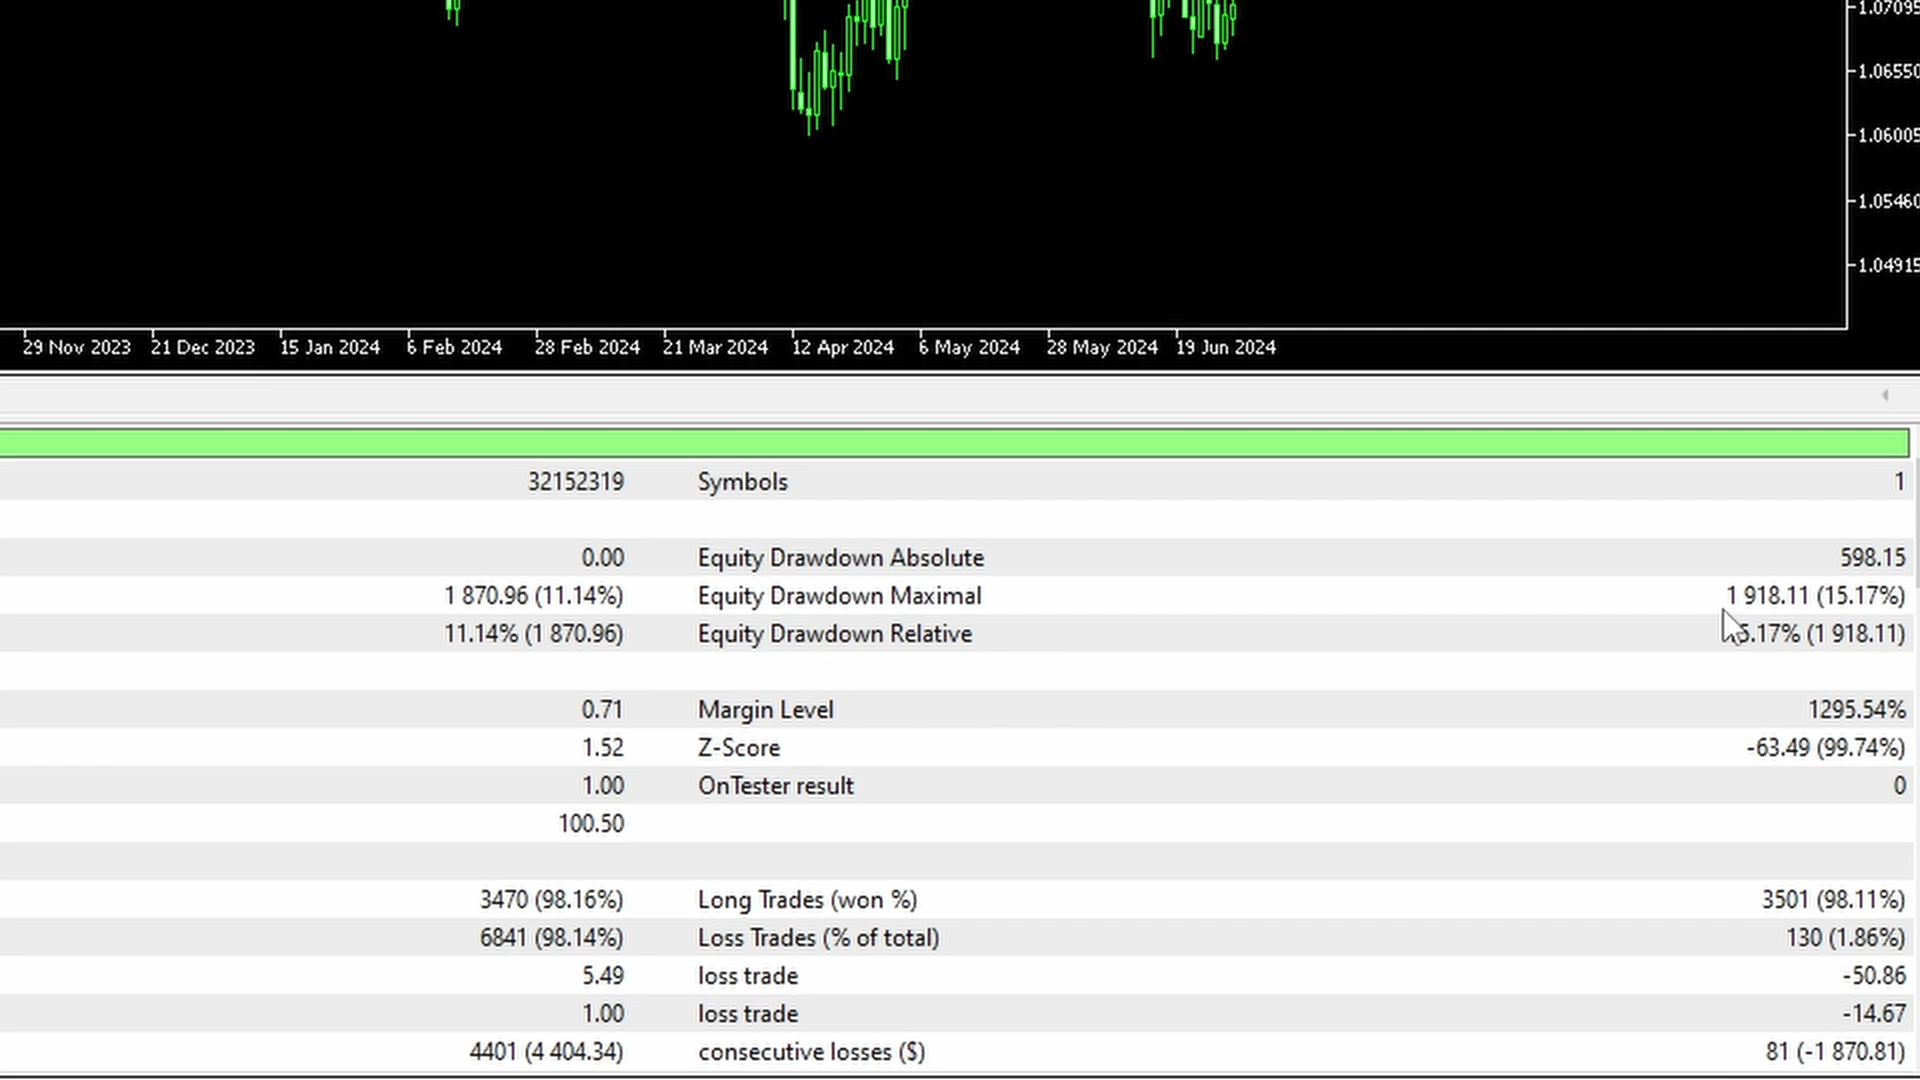 1.07095
1.06550
1.06005
1.05460
1.04915
29 Nov 2023 21 Dec 2023 15 Jan 2024 6 Feb 2024 28 Feb 2024 21 Mar 2024 12 Apr 2024 6 May 2024 28 May 2024 19 Jun 2024
32152319 Symbols 1
0.00 Equity Drawdown Absolute 598.15
1 870.96 (11.14%) Equity Drawdown Maximal 1 918.11 (15.17%)
11.14% (1 870.96) Equity Drawdown Relative 5.17% (1 918.11)
0.71 Margin Level 1295.54%
1.52 Z-Score -63.49 (99.74%)
1.00 OnTester result 0
100.50
3470 (98.16%) Long Trades (won %) 3501 (98.11%)
6841 (98.14%) Loss Trades (% of total) 130 (1.86%)
5.49 loss trade -50.86
1.00 loss trade -14.67
4401 (4 404.34) consecutive losses ($) 81 (-1 870.81)